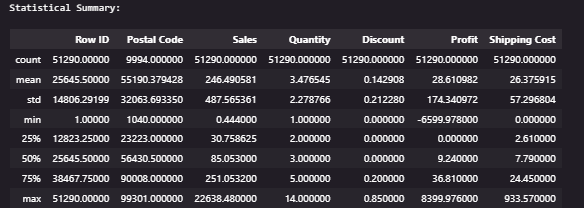 Statistical Summary:
Row ID Postal Code Sales Quantity Discount Profit Shipping Cost
count 51290.00000 9994.000000 51290.000000 51290.000000 51290.000000 51290.000000 51290.000000
mean 25645.50000 55190.379428 246.490581 3.476545 0.142908 28.610982 26.375915
std 14806.29199 32063.693350 487.565361 2.278766 0.212280 174.340972 57.296804
min 1.00000 1040.000000 0.444000 1.000000 0.000000 -6599.978000 0.000000
25% 12823.25000 23223.000000 30.758625 2.000000 0.000000 0.000000 2.610000
50% 25645.50000 56430.500000 85.053000 3.000000 0.000000 9.240000 7.790000
75% 38467.75000 90008.000000 251.053200 5.000000 0.200000 36.810000 24.450000
max 51290.00000 99301.000000 22638.480000 14.000000 0.850000 8399.976000 933.570000